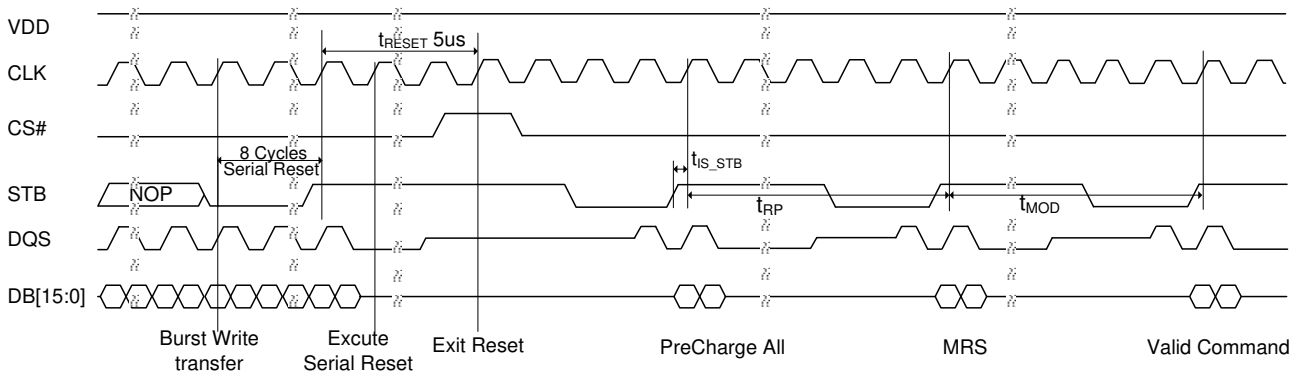 VDD
tRESET 5us
CLK
CS#
8 Cycles
Serial Reset
tIS_STB
STB
NOP
tRP
tMOD
DQS
DB[15:0]
Burst Write
transfer
Excute
Serial Reset
Exit Reset
PreCharge All
MRS
Valid Command